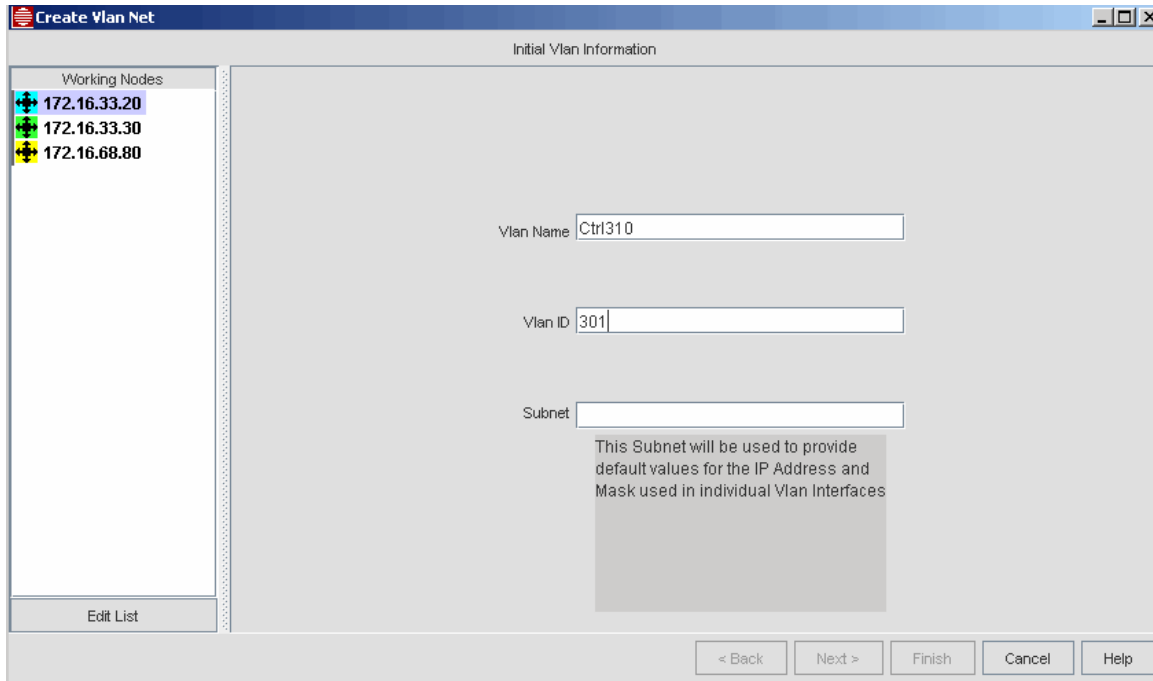 Create Vlan Net
Initial Vlan Information
Working Nodes
172.16.33.20
172.16.33.30
172.16.68.80
Vlan Name Ctrl310
Vlan ID 301
Subnet
This Subnet will be used to provide
default values for the IP Address and
Mask used in individual Vlan Interfaces
Edit List
< Back Next > Finish Cancel Help